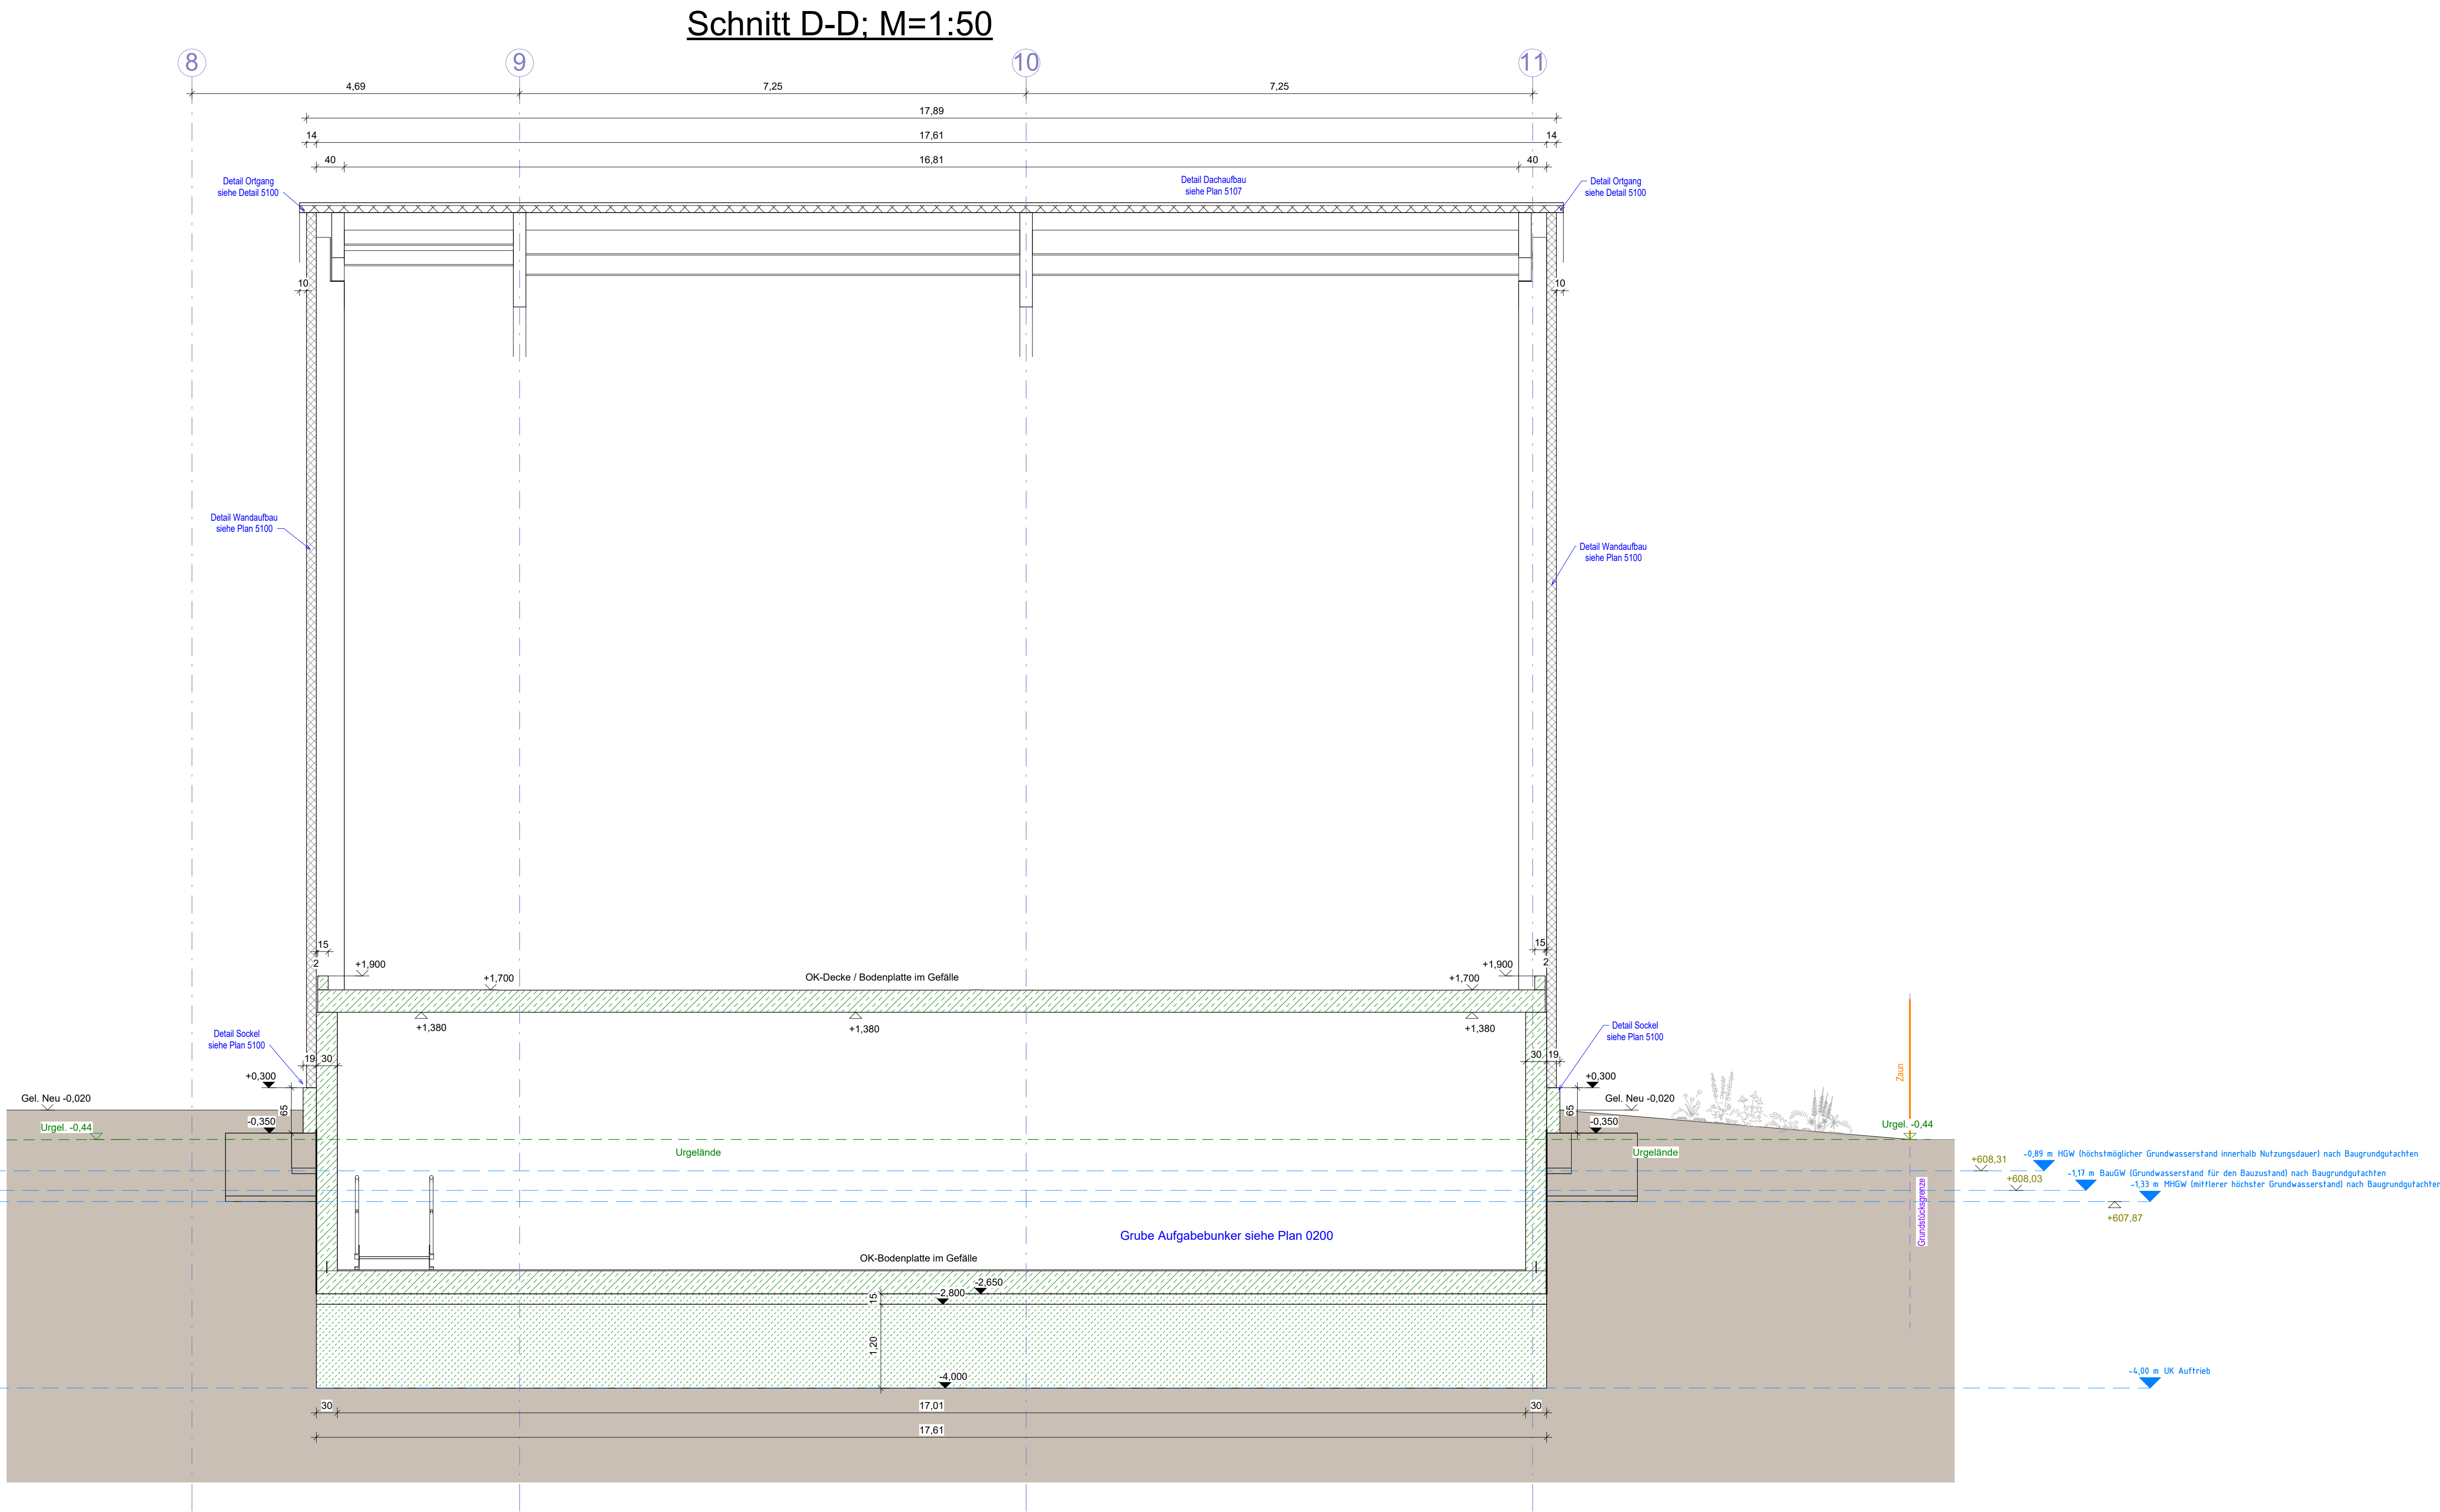 Schnitt D-D; M=1:50
8
9
10
11
4,69
7,25
7,25
17,89
14
17,61
14
40
16,81
40
Detail Ortgang
siehe Detail 5100
Detail Dachaufbau
siehe Plan 5107
Detail Ortgang
siehe Detail 5100
10
10
Detail Wandaufbau
siehe Plan 5100
Detail Wandaufbau
siehe Plan 5100
15
2
+1,900
+1,700
OK-Decke / Bodenplatte im Gefälle
+1,700
+1,900
15
2
+1,380
+1,380
+1,380
Detail Sockel
siehe Plan 5100
Detail Sockel
siehe Plan 5100
19
30
30
19
+0,300
+0,300
Zaun
Gel. Neu -0,020
Gel. Neu -0,020
65
65
-0,350
-0,350
Urgel. -0,44
Urgel. -0,44
Urgelände
Urgelände
-0,89 m HGW (höchstmöglicher Grundwasserstand innerhalb Nutzungsdauer) nach Baugrundgutachten
+608,31
-1,17 m BauGW (Grundwasserstand für den Bauzustand) nach Baugrundgutachten
+608,03
-1,33 m MHGW (mittlerer höchster Grundwasserstand) nach Baugrundgutachten
+607,87
Grundstücksgrenze
Grube Aufgabebunker siehe Plan 0200
OK-Bodenplatte im Gefälle
-2,650
15
-2,800
1,20
-4,000
-4,00 m UK Auftrieb
30
17,01
30
17,61